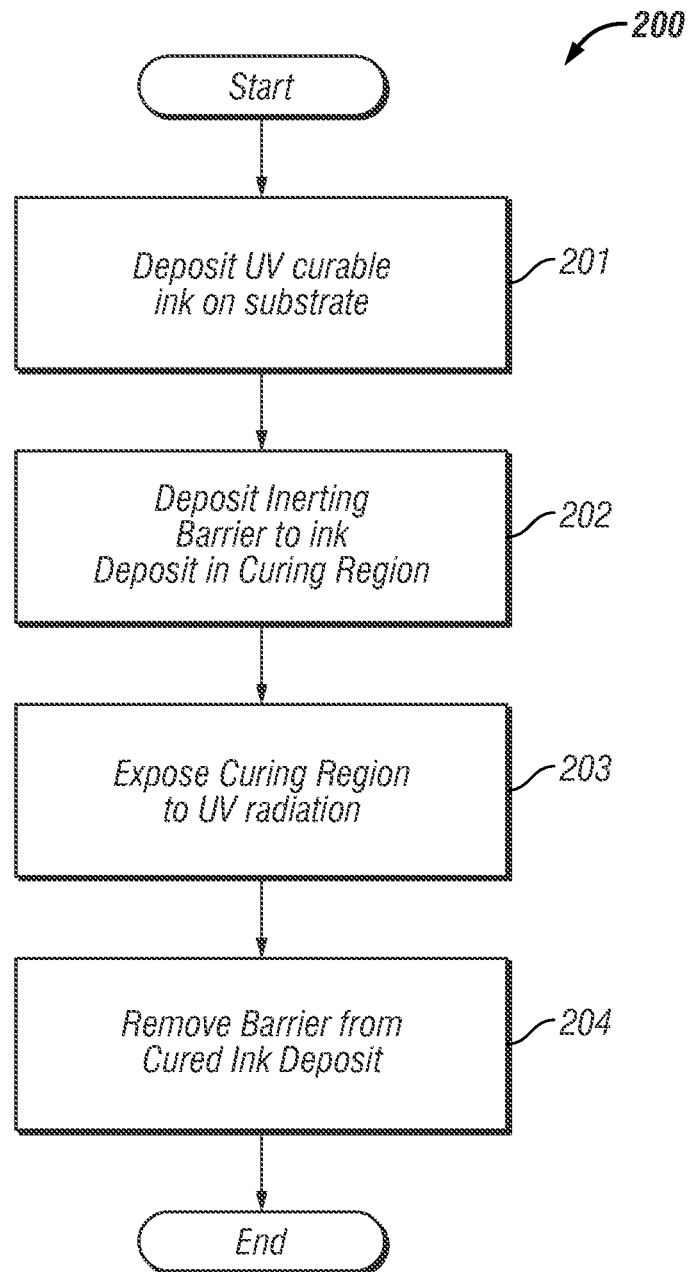 200
Start
Deposit UV curable
ink on substrate
201
Deposit Inerting
Barrier to ink
Deposit in Curing Region
202
Expose Curing Region
to UV radiation
203
Remove Barrier from
Cured Ink Deposit
204
End